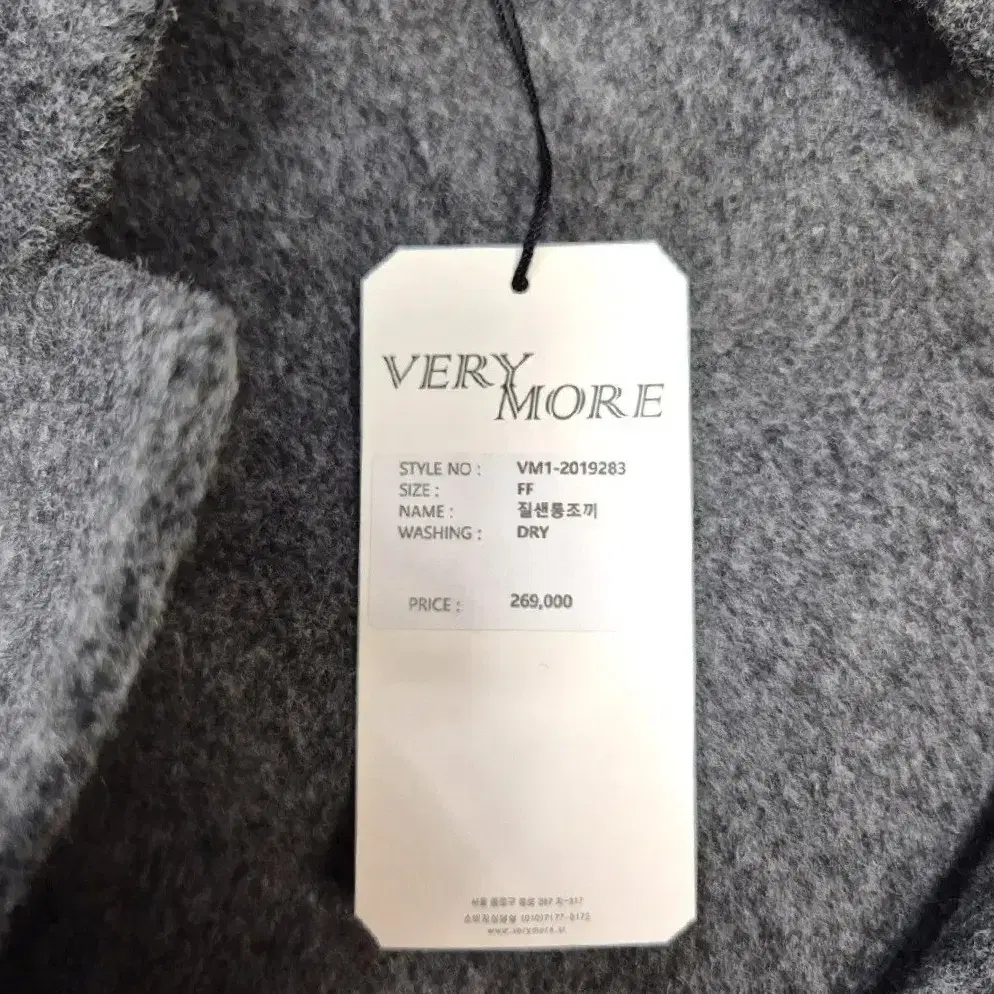 VERY
MORE
STYLE NO : VM1-2019283
SIZE : FF
NAME : 질샌통조끼
WASHING : DRY
PRICE : 269,000